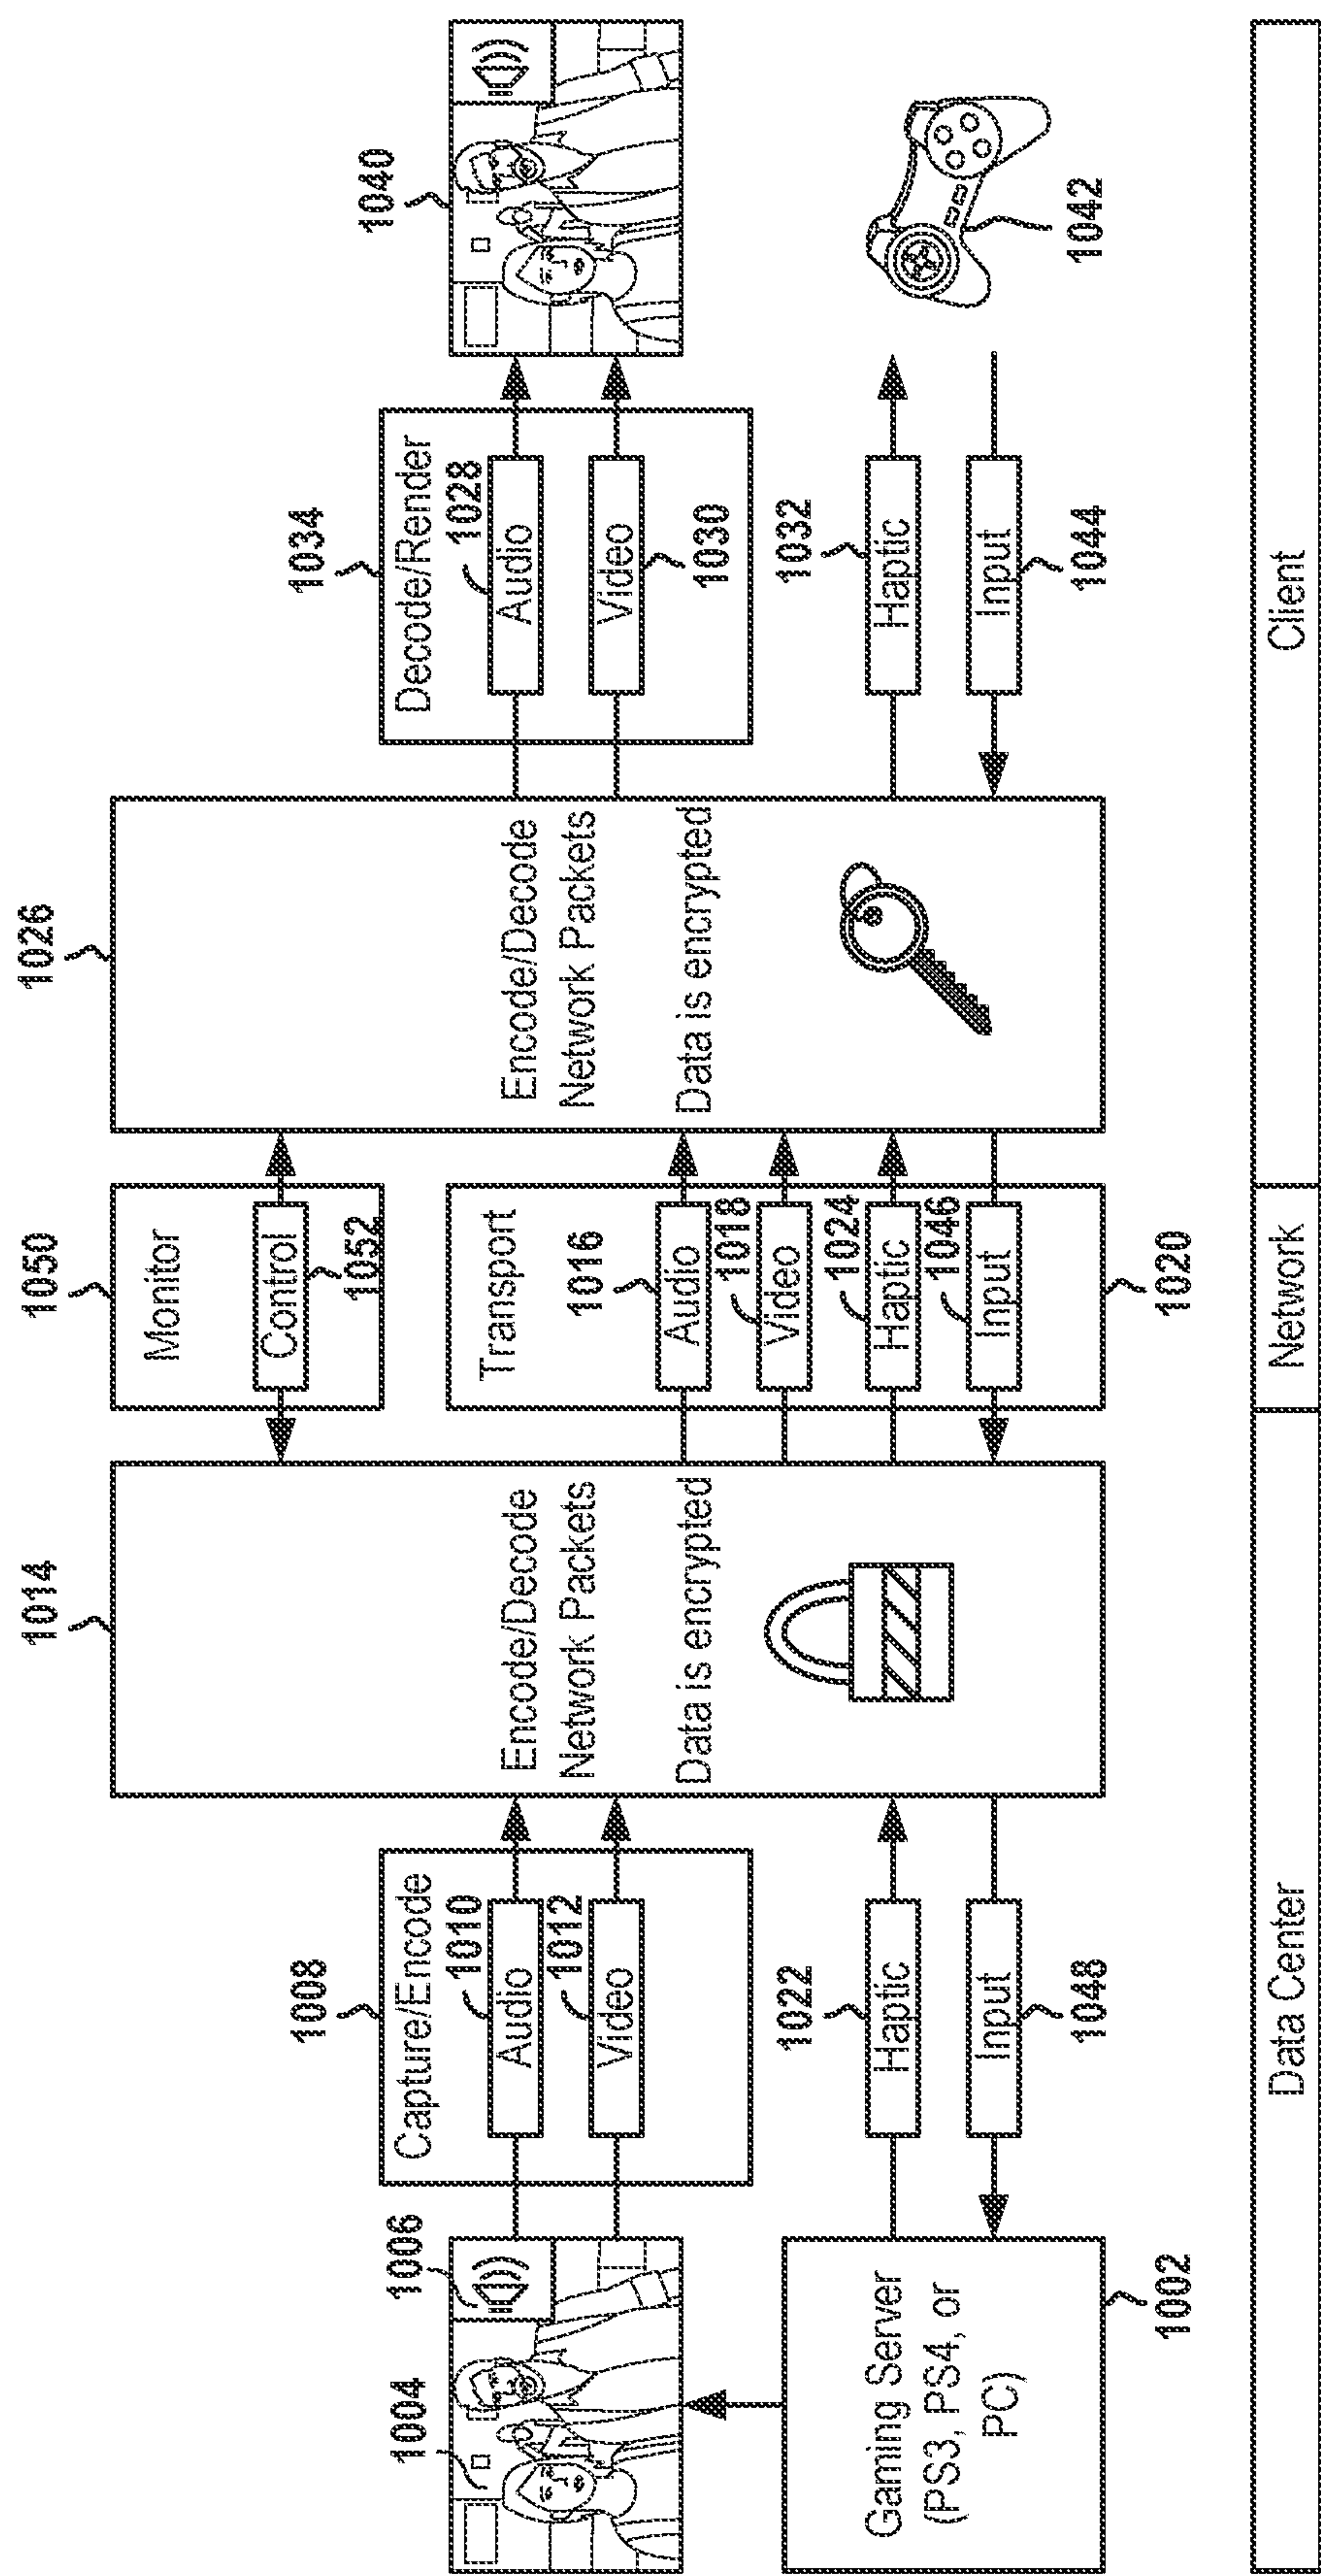 1014
1050
1026
Monitor
Control
1052
1008
Capture/Encode
1010
Audio
1012
Video
1034
Decode/Render
1028
Audio
Video
1030
1040
1004
1006
Encode/Decode
Network Packets
Data is encrypted
Transport
1016
Audio
1018
Video
1024
Haptic
1046
Input
1020
Encode/Decode
Network Packets
Data is encrypted
Gaming Server
(PS3, PS4, or
PC)
1002
1022
Haptic
Input
1048
1032
Haptic
Input
1044
1042
Data Center
Network
Client